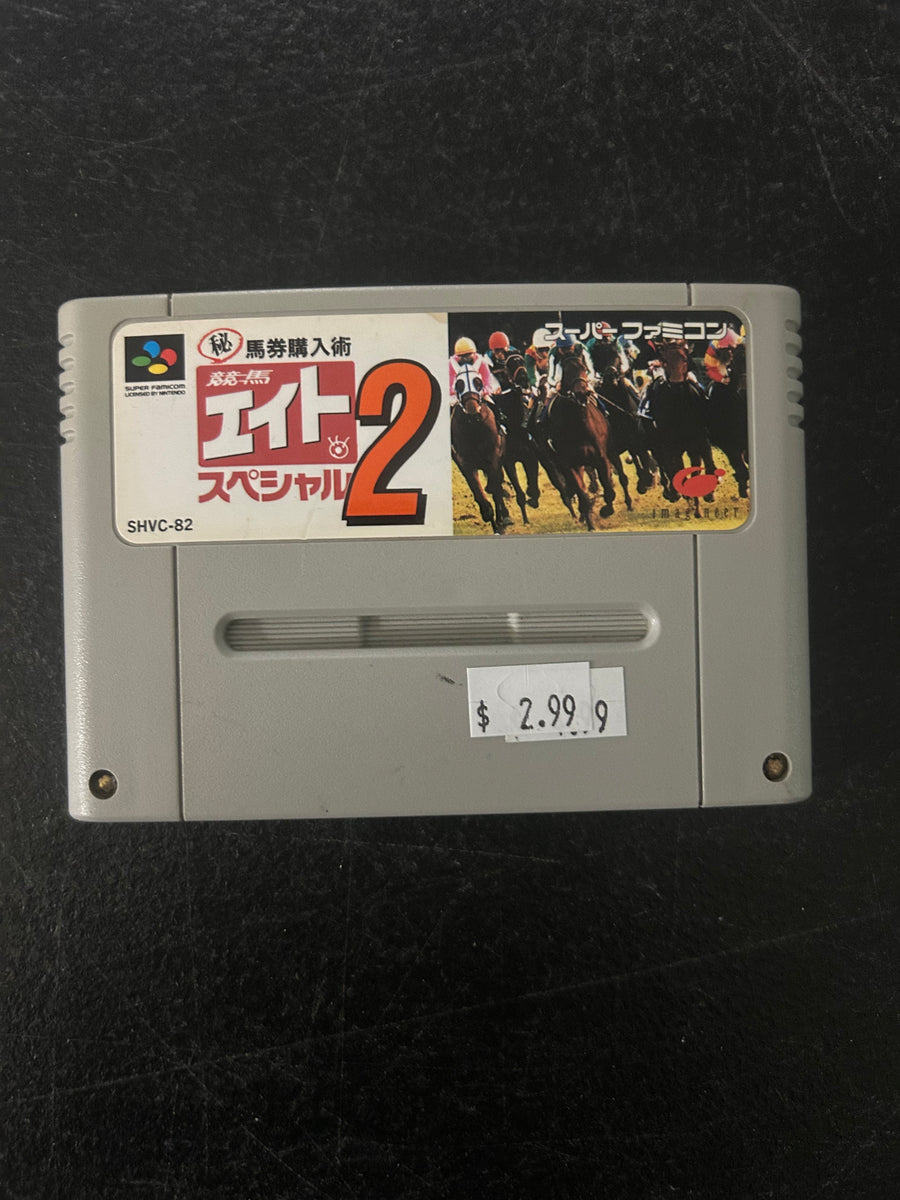 SUPER FAMICOM
LICENSED BY NINTENDO
㊙馬券購入術
競馬
エイト
スペシャル2
SHVC-82
スーパーファミコン
imagineer
$ 2.99
9